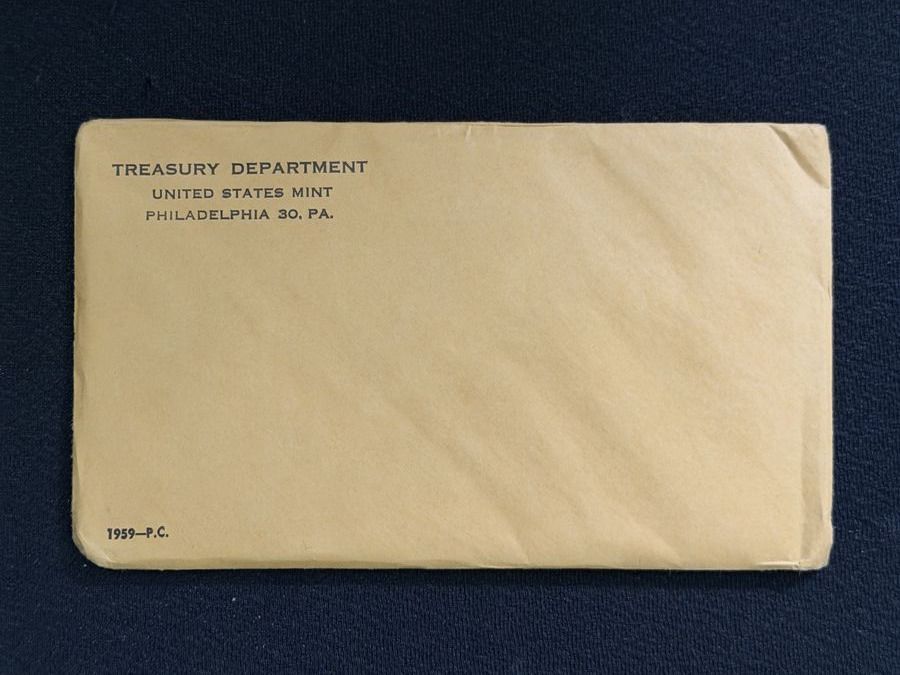 TREASURY DEPARTMENT
UNITED STATES MINT
PHILADELPHIA 30, PA.
1959—P.C.